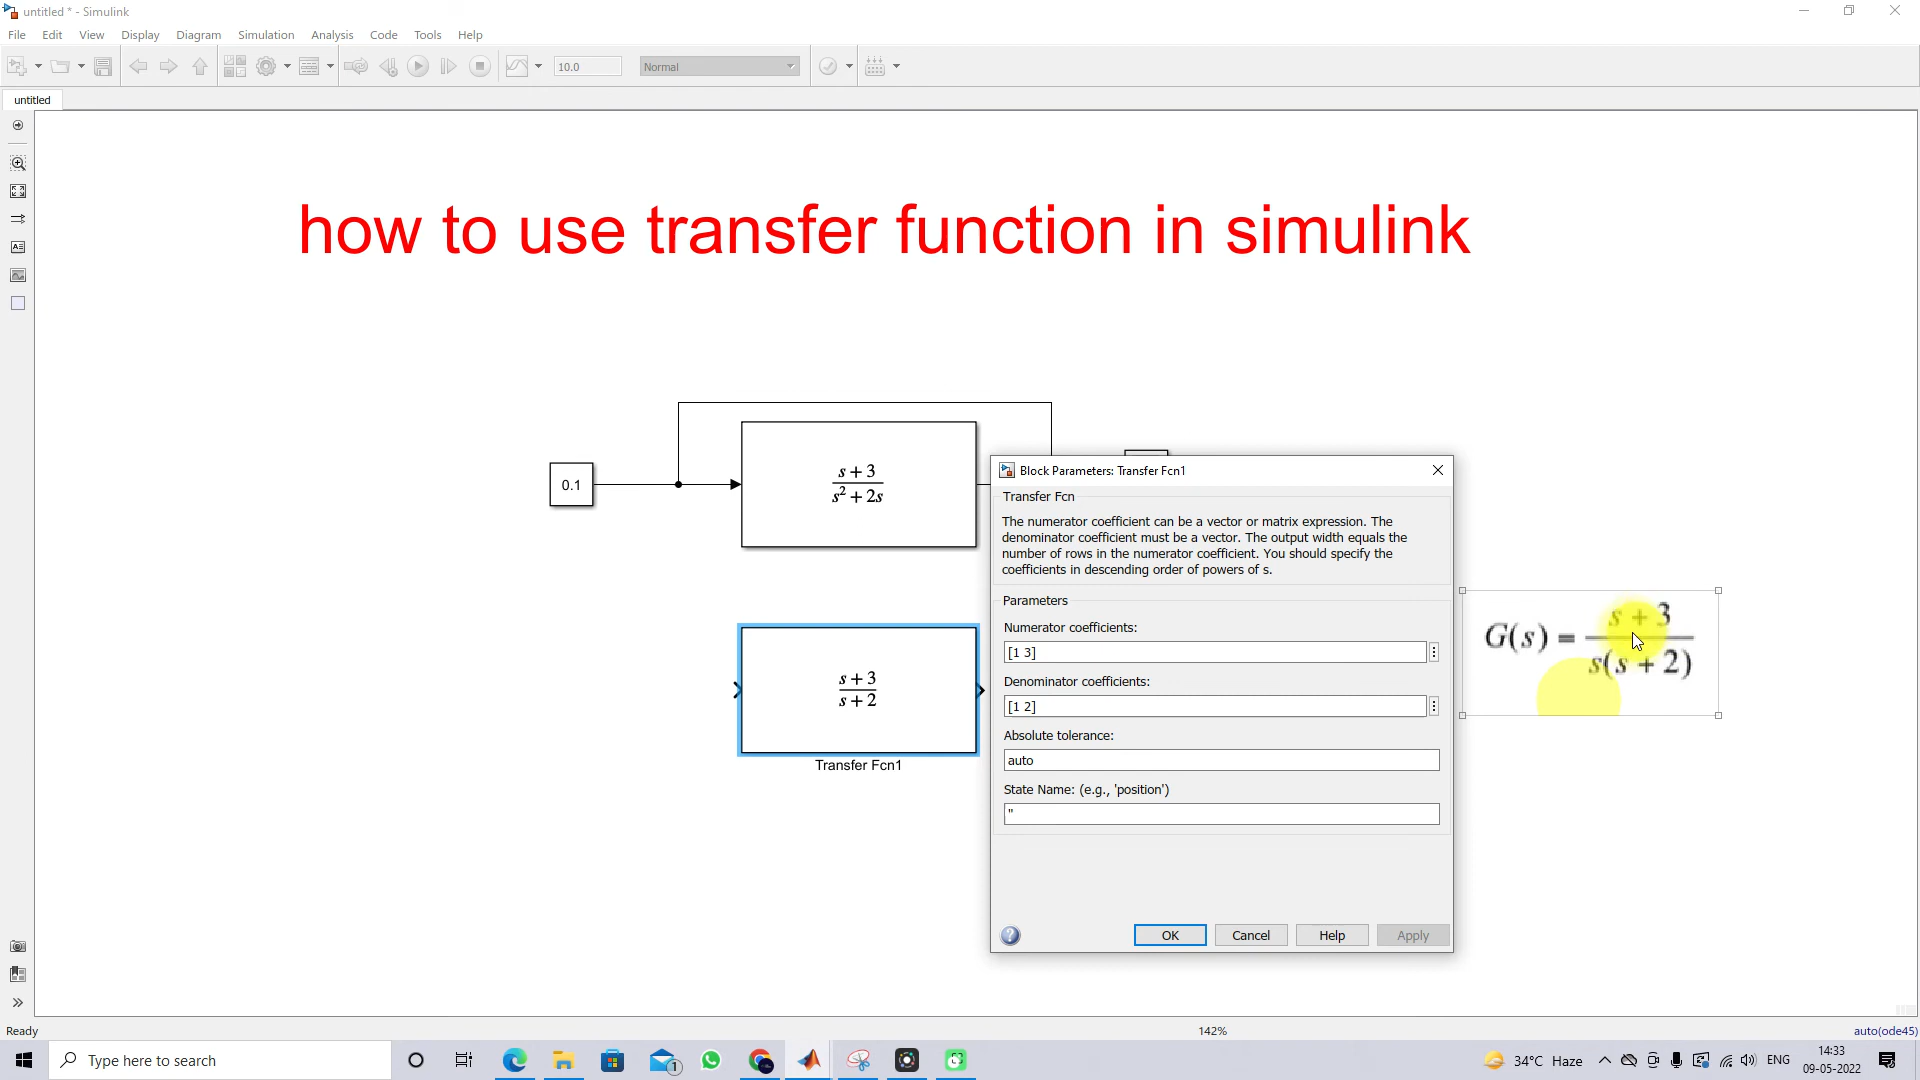 untitled * - Simulink
File Edit View Display Diagram Simulation Analysis Code Tools Help
10.0 Normal
untitled
how to use transfer function in simulink
0.1
s + 3
s² + 2s
Block Parameters: Transfer Fcn1
Transfer Fcn
The numerator coefficient can be a vector or matrix expression. The
denominator coefficient must be a vector. The output width equals the
number of rows in the numerator coefficient. You should specify the
coefficients in descending order of powers of s.
Parameters
Numerator coefficients:
[1 3]
Denominator coefficients:
[1 2]
Absolute tolerance:
auto
State Name: (e.g., 'position')
''
OK Cancel Help Apply
s + 3
s + 2
Transfer Fcn1
s + 3
G(s) =
s(s + 2)
Ready 142% auto(ode45)
Type here to search
1
34°C Haze
ENG
14:33
09-05-2022